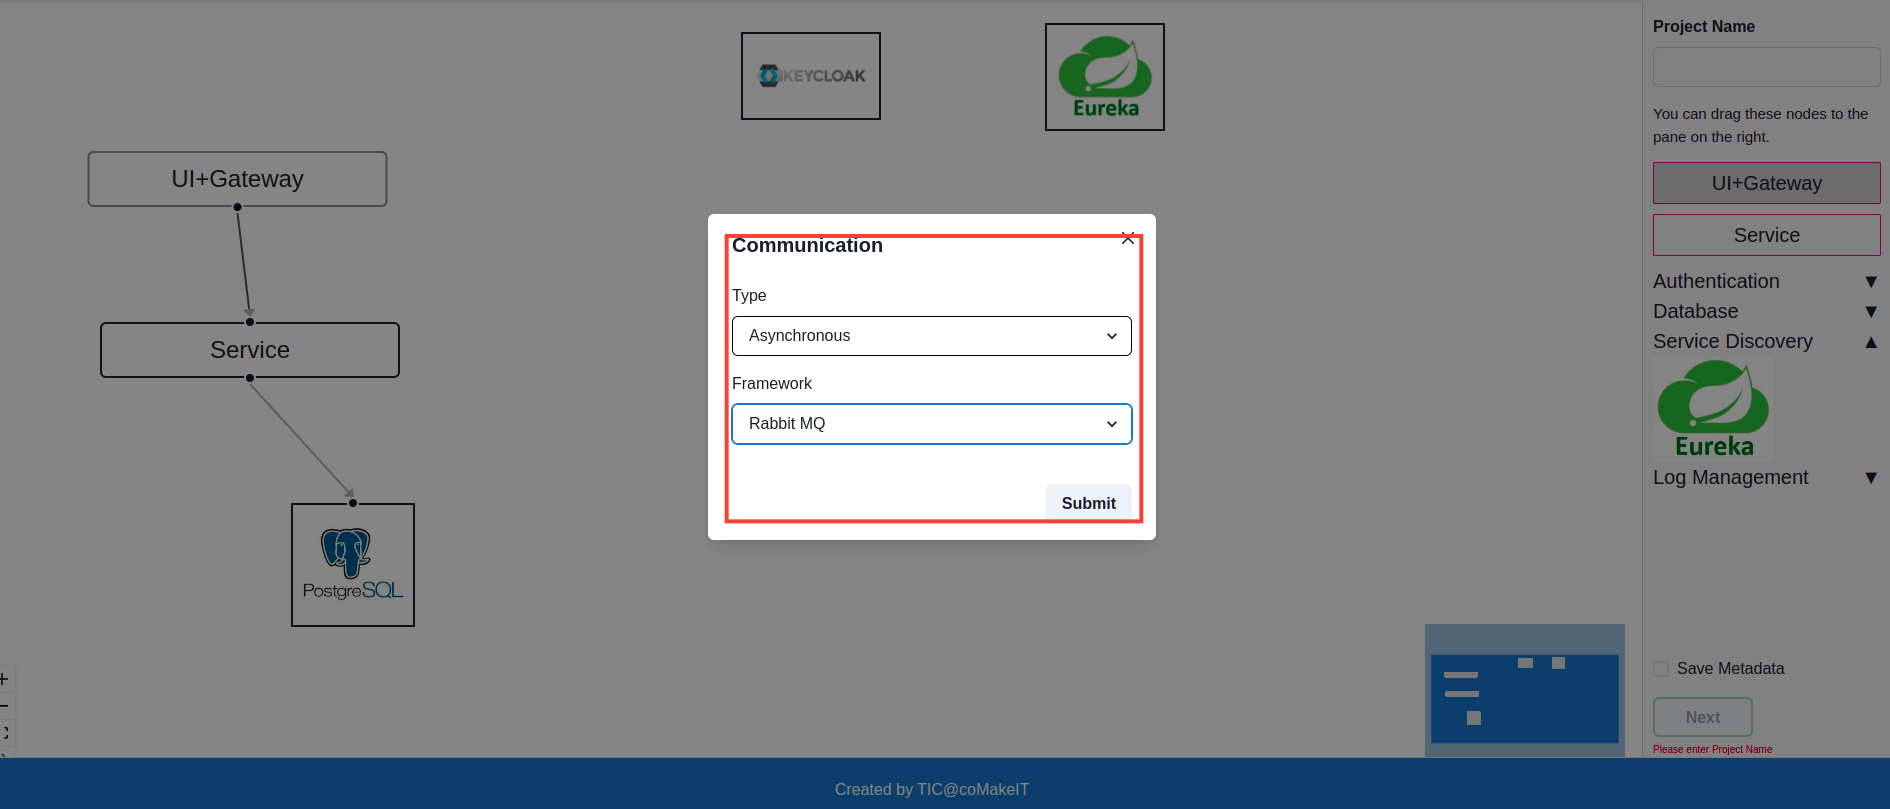 KEYCLOAK
Eureka
UI+Gateway
Service
PostgreSQL
Communication
Type
Asynchronous
Framework
Rabbit MQ
Submit
Project Name
You can drag these nodes to the
pane on the right.
UI+Gateway
Service
Authentication ▼
Database ▼
Service Discovery ▲
Eureka
Log Management ▼
Save Metadata
Next
Please enter Project Name
Created by TIC@coMakeIT